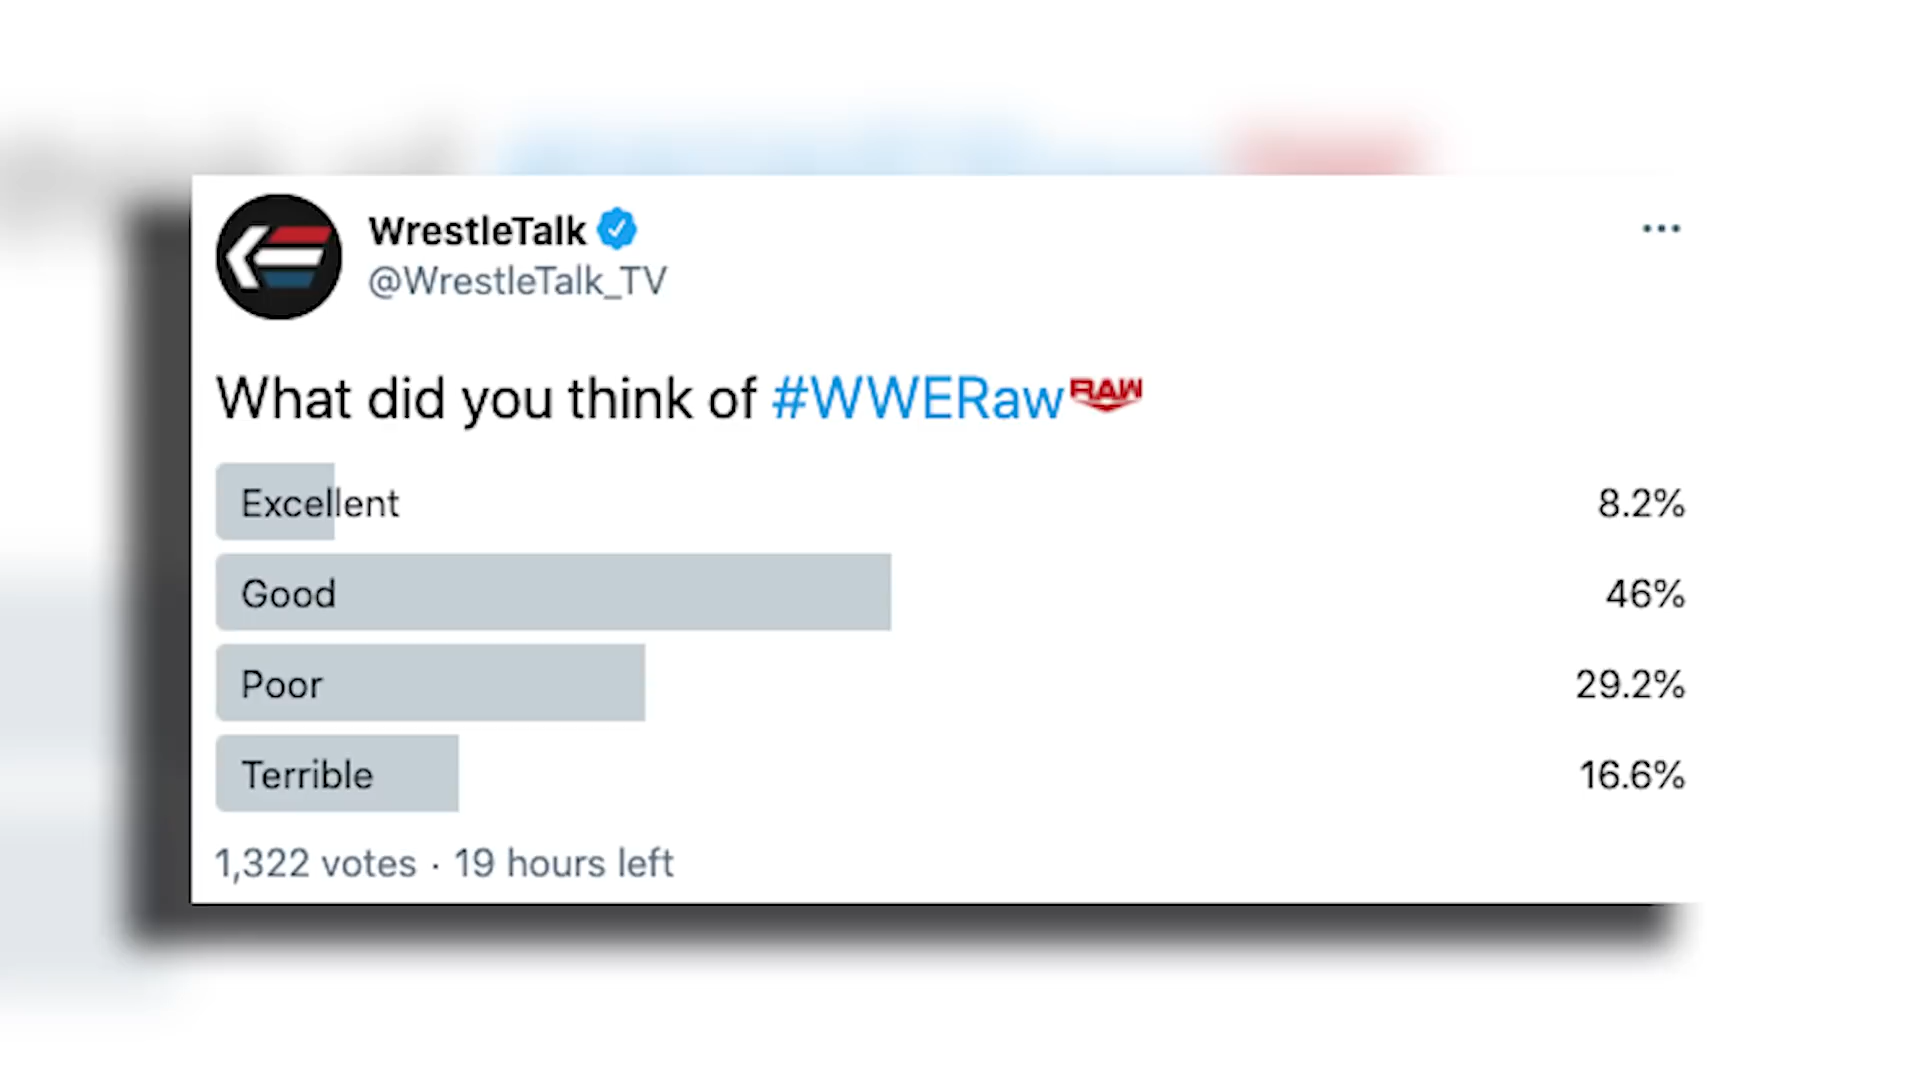 WrestleTalk
@WrestleTalk_TV
What did you think of #WWERaw RAW
Excellent 8.2%
Good 46%
Poor 29.2%
Terrible 16.6%
1,322 votes · 19 hours left